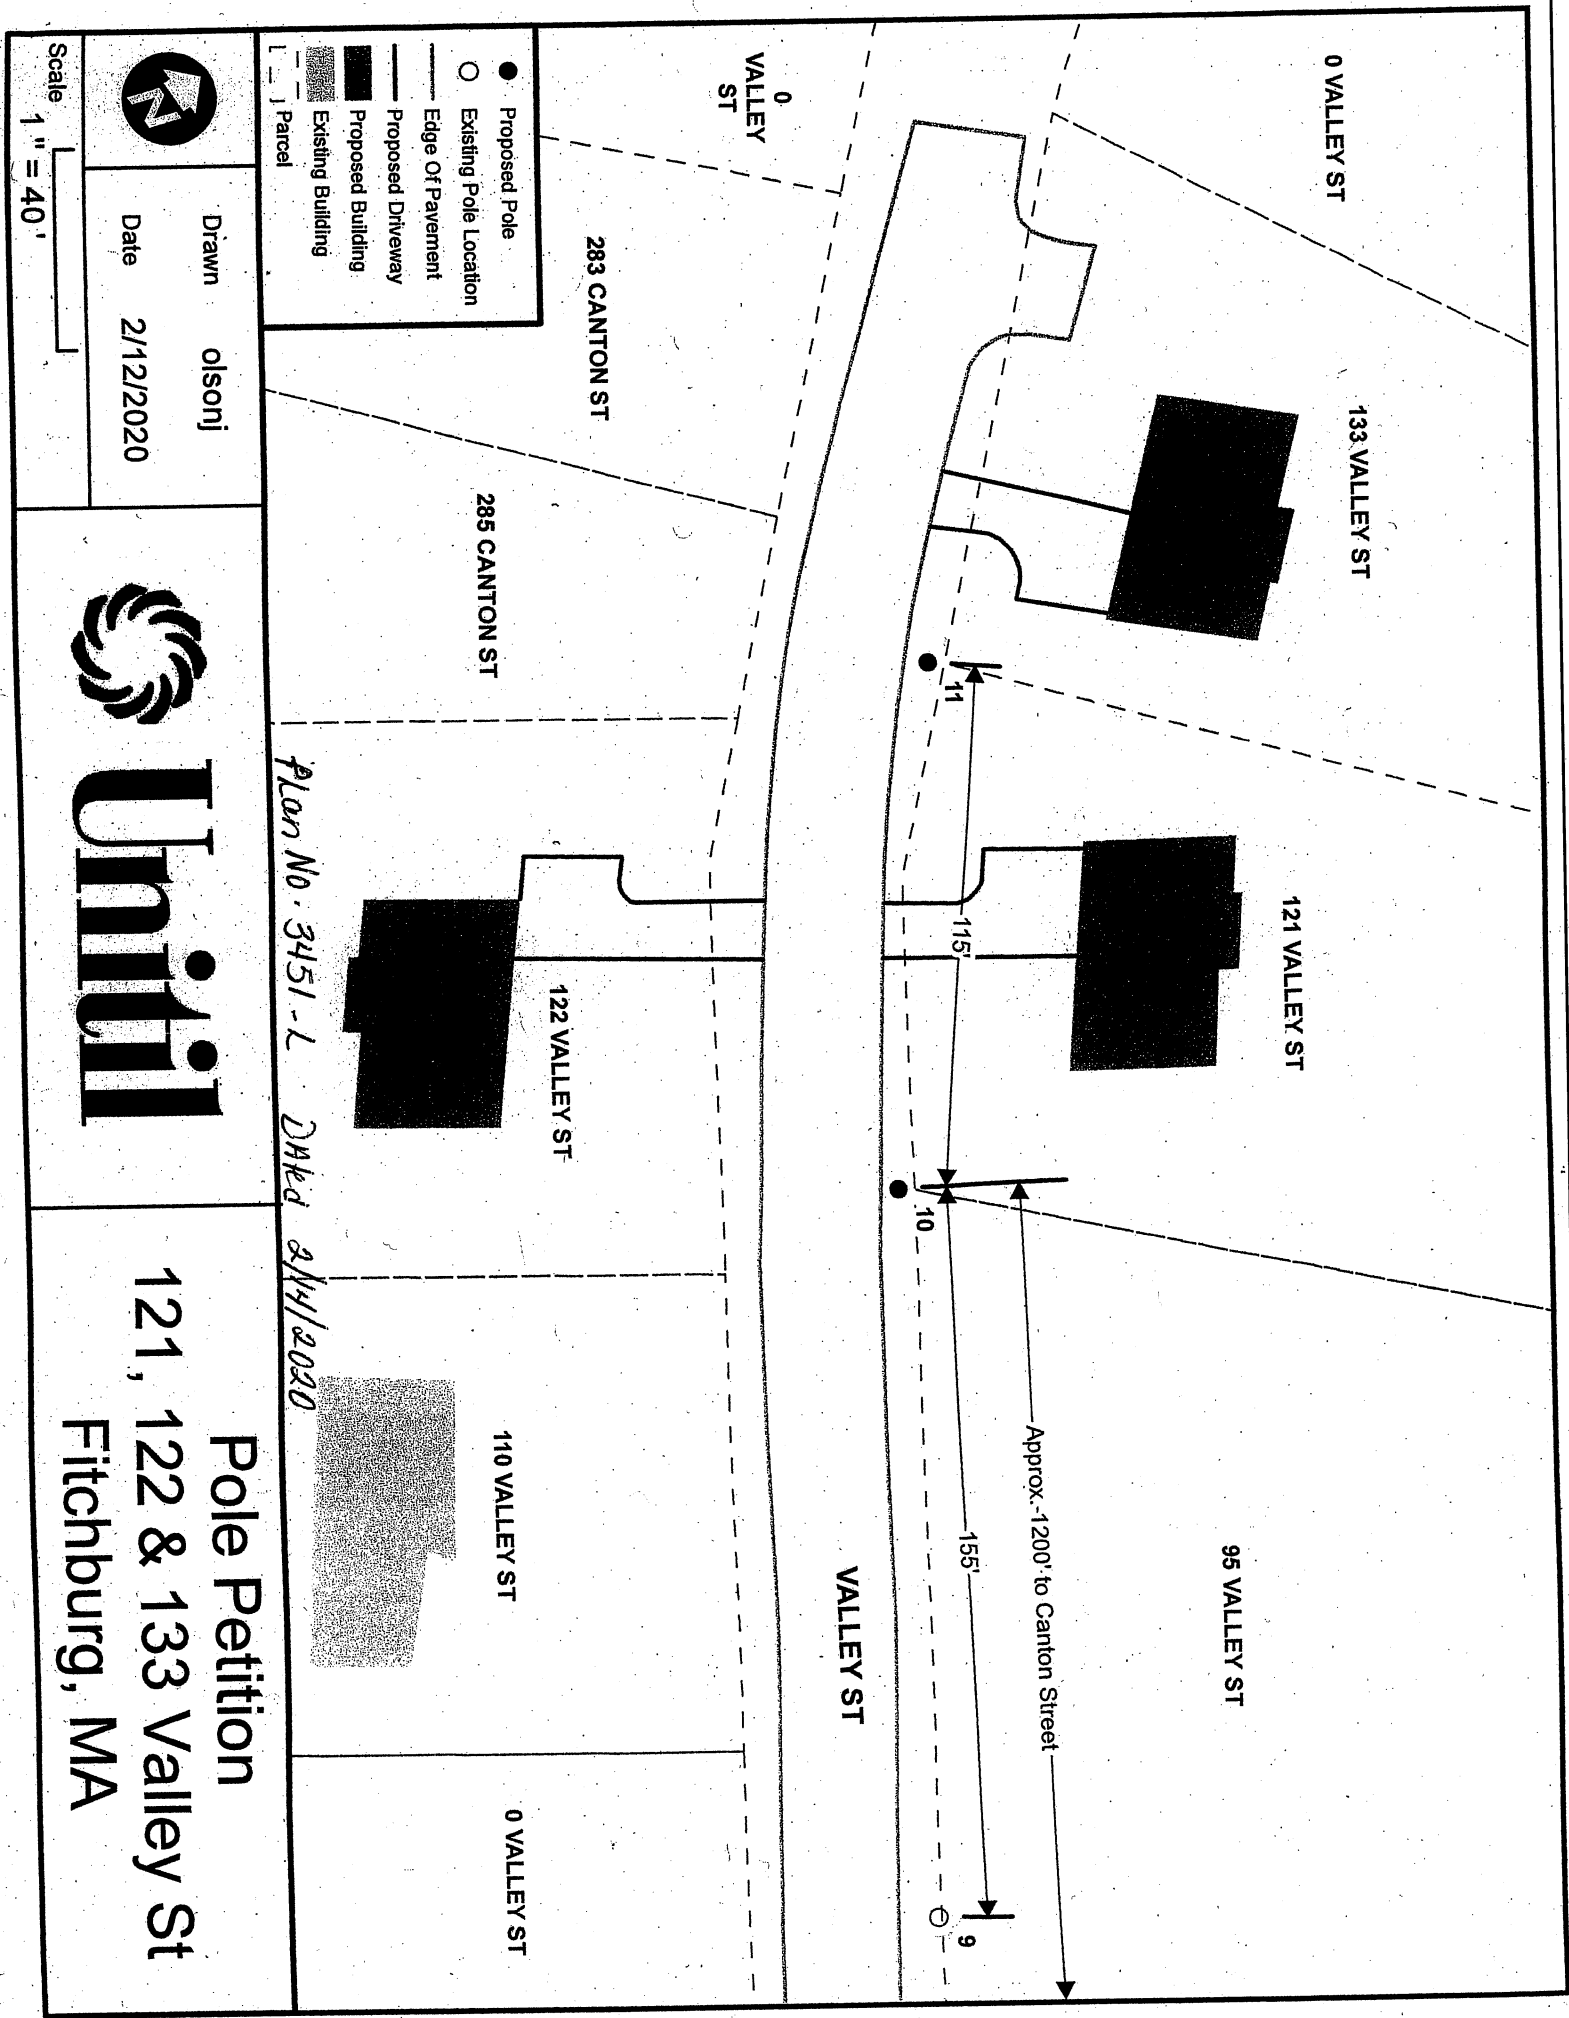 0 VALLEY ST
133 VALLEY ST
121 VALLEY ST
95 VALLEY ST
11
115'
10
Approx.-1200' to Canton Street
155'
9
VALLEY ST
0
VALLEY
ST
283 CANTON ST
285 CANTON ST
122 VALLEY ST
110 VALLEY ST
0 VALLEY ST
Proposed Pole
Existing Pole Location
Edge Of Pavement
Proposed Driveway
Proposed Building
Existing Building
Parcel
Plan No. 3451-L Dated 2/14/2020
N
Drawn olsonj
Date 2/12/2020
Scale 1" = 40'
Unitil
Pole Petition
121, 122 & 133 Valley St
Fitchburg, MA